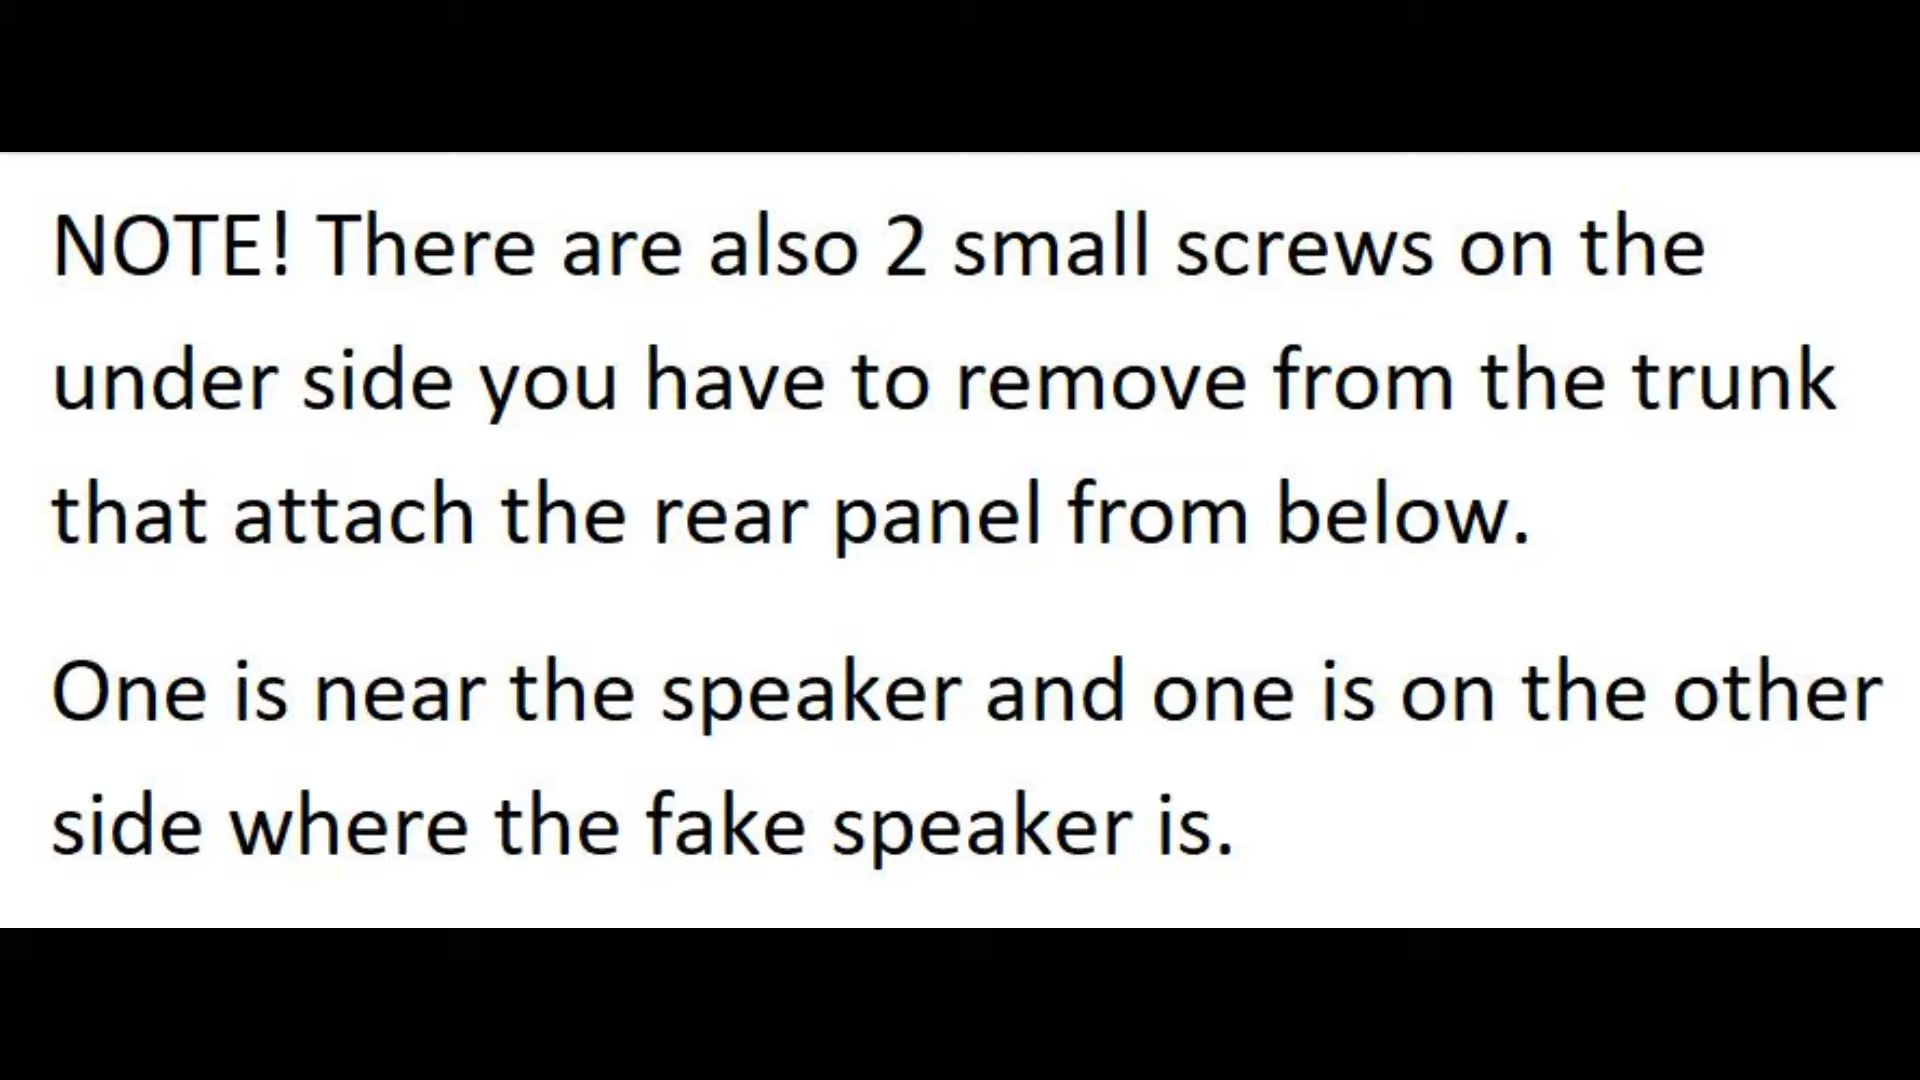 NOTE! There are also 2 small screws on the
under side you have to remove from the trunk
that attach the rear panel from below.
One is near the speaker and one is on the other
side where the fake speaker is.